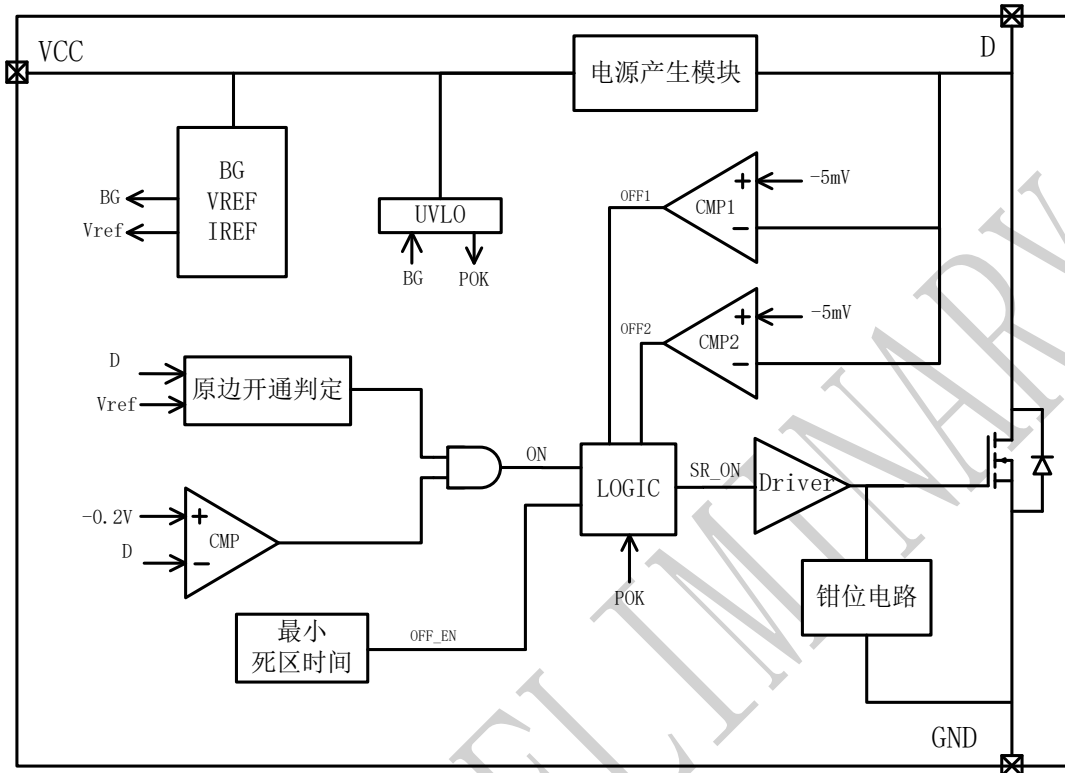 VCC
D
电源产生模块
BG
VREF
IREF
BG
Vref
UVLO
BG
POK
OFF1
CMP1
-5mV
OFF2
CMP2
-5mV
D
Vref
原边开通判定
-0.2V
D
CMP
ON
LOGIC
SR_ON
Driver
POK
钳位电路
最小
死区时间
OFF_EN
GND
ELIMINARY